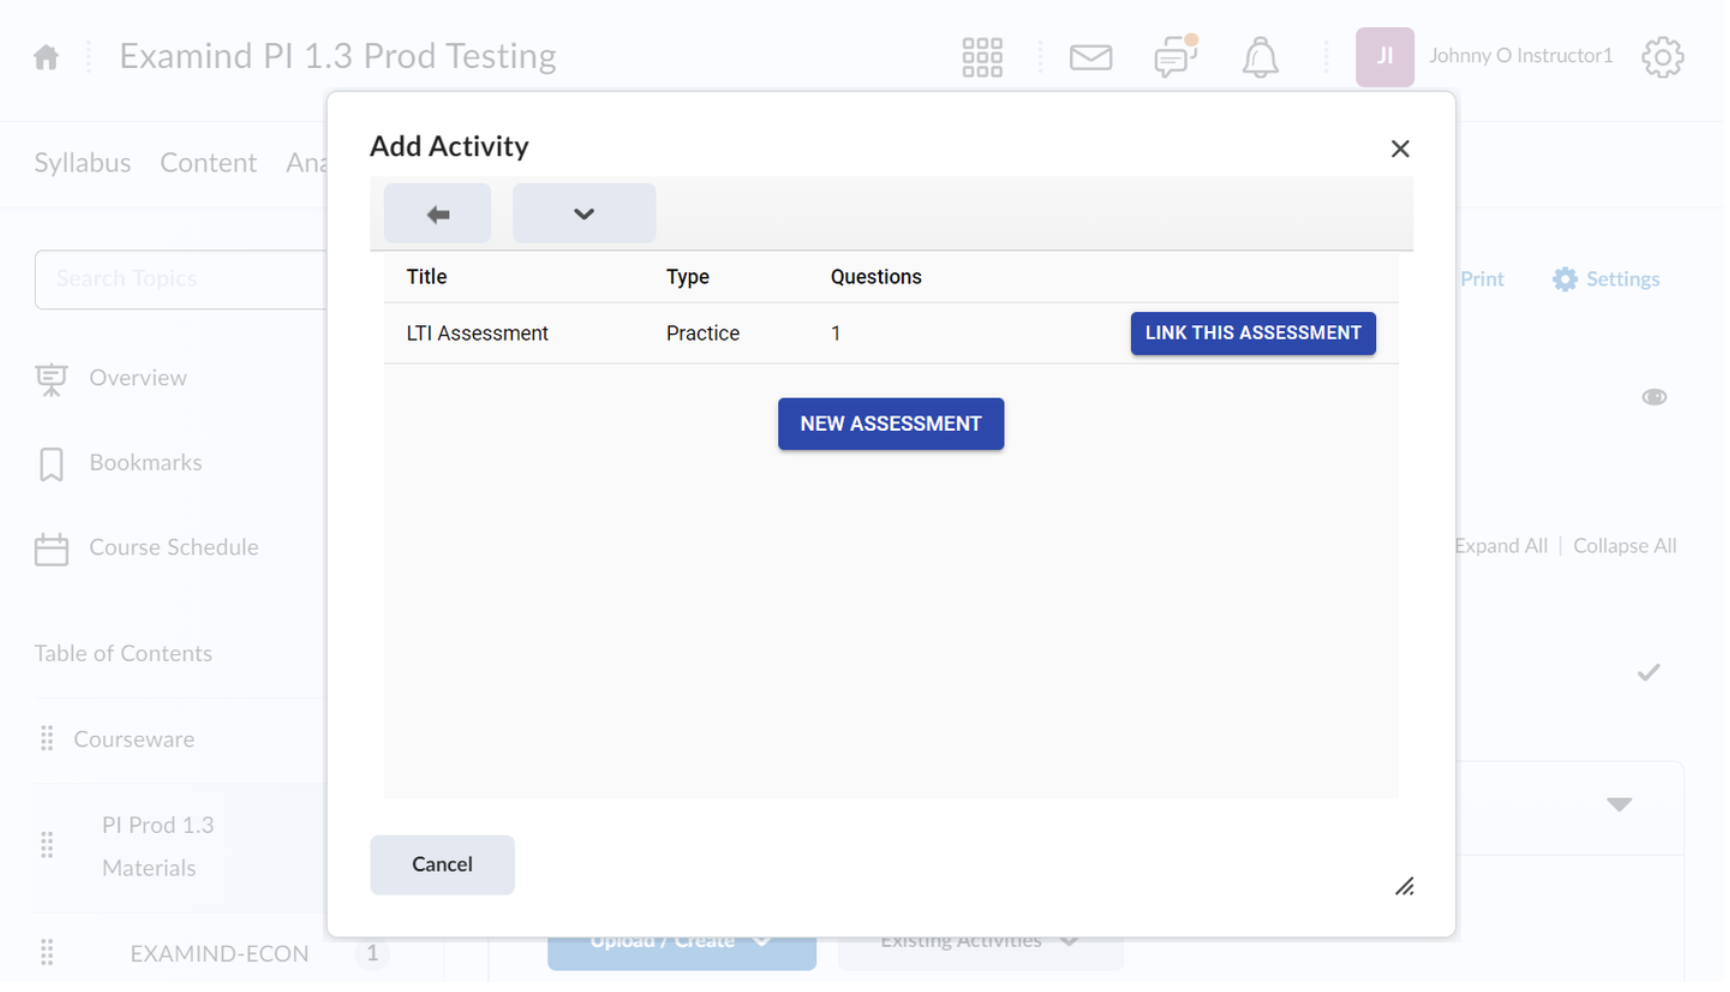 Examind PI 1.3 Prod Testing
JI
Johnny O Instructor1
Syllabus
Content
Ana
Add Activity
Search Topics
Print
Settings
Title
Type
Questions
LTI Assessment
Practice
1
LINK THIS ASSESSMENT
NEW ASSESSMENT
Overview
Bookmarks
Course Schedule
Expand All
Collapse All
Table of Contents
Courseware
PI Prod 1.3
Materials
Cancel
EXAMIND-ECON
1
Upload / Create
Existing Activities